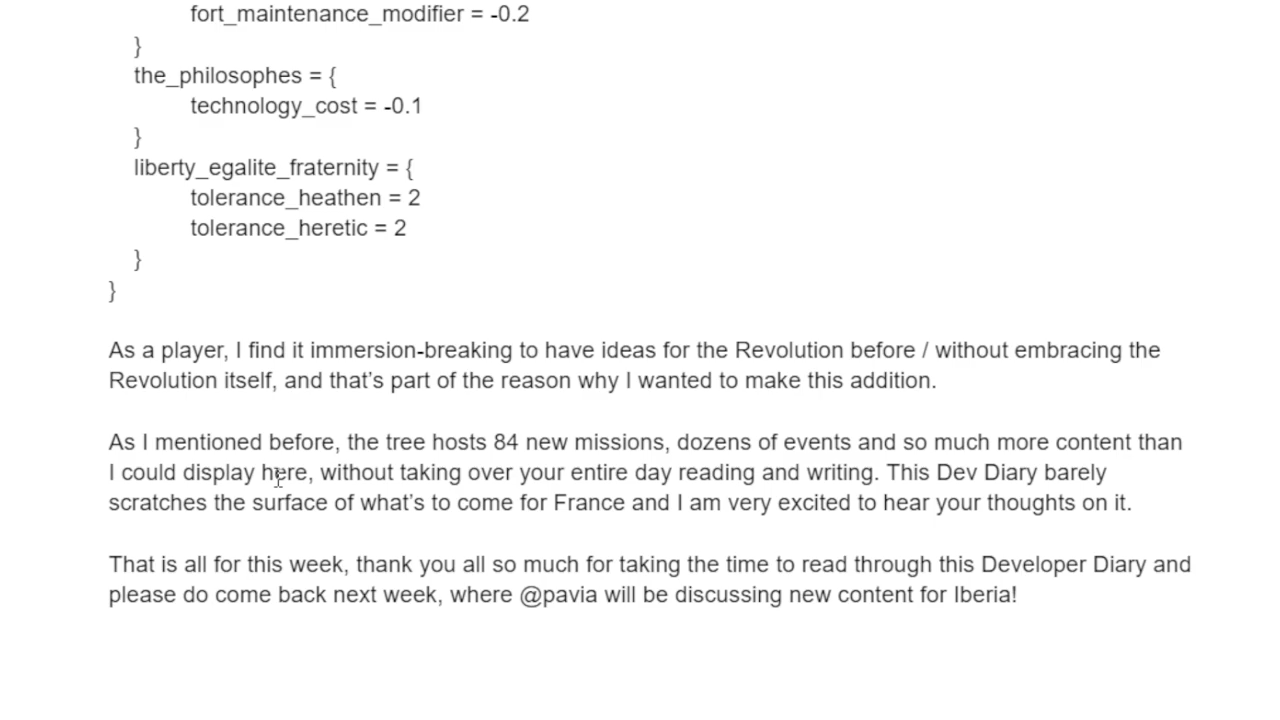 fort_maintenance_modifier = -0.2
}
the_philosophes = {
technology_cost = -0.1
}
liberty_egalite_fraternity = {
tolerance_heathen = 2
tolerance_heretic = 2
}
}
As a player, I find it immersion-breaking to have ideas for the Revolution before / without embracing the
Revolution itself, and that's part of the reason why I wanted to make this addition.
As I mentioned before, the tree hosts 84 new missions, dozens of events and so much more content than
I could display here, without taking over your entire day reading and writing. This Dev Diary barely
scratches the surface of what's to come for France and I am very excited to hear your thoughts on it.
That is all for this week, thank you all so much for taking the time to read through this Developer Diary and
please do come back next week, where @pavia will be discussing new content for Iberia!